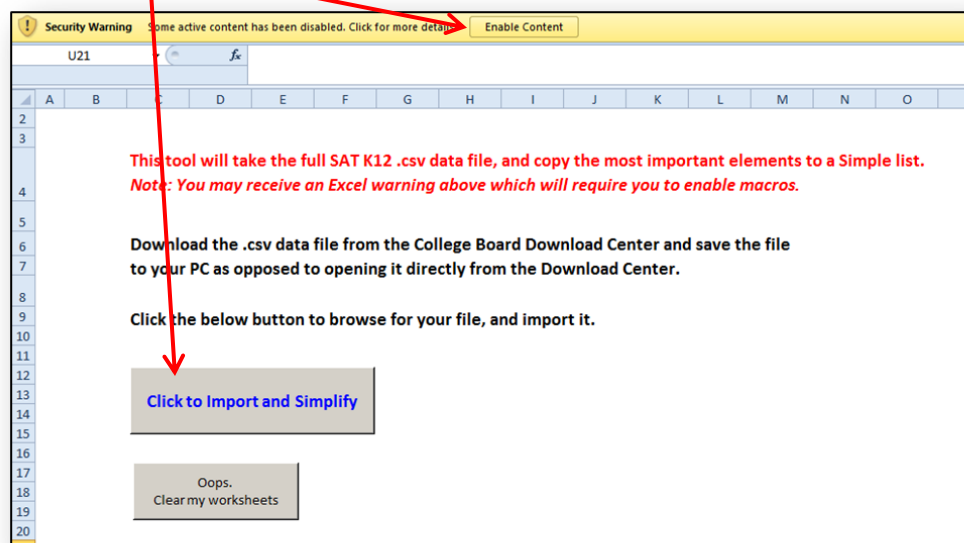 Security Warning Some active content has been disabled. Click for more details. Enable Content
U21 fx
A B C D E F G H I J K L M N O
2
3
This tool will take the full SAT K12 .csv data file, and copy the most important elements to a Simple list.
4 Note: You may receive an Excel warning above which will require you to enable macros.
5
6 Download the .csv data file from the College Board Download Center and save the file
7 to your PC as opposed to opening it directly from the Download Center.
8
9 Click the below button to browse for your file, and import it.
10
11
12
13 Click to Import and Simplify
14
15
16
17 Oops.
18 Clear my worksheets
19
20